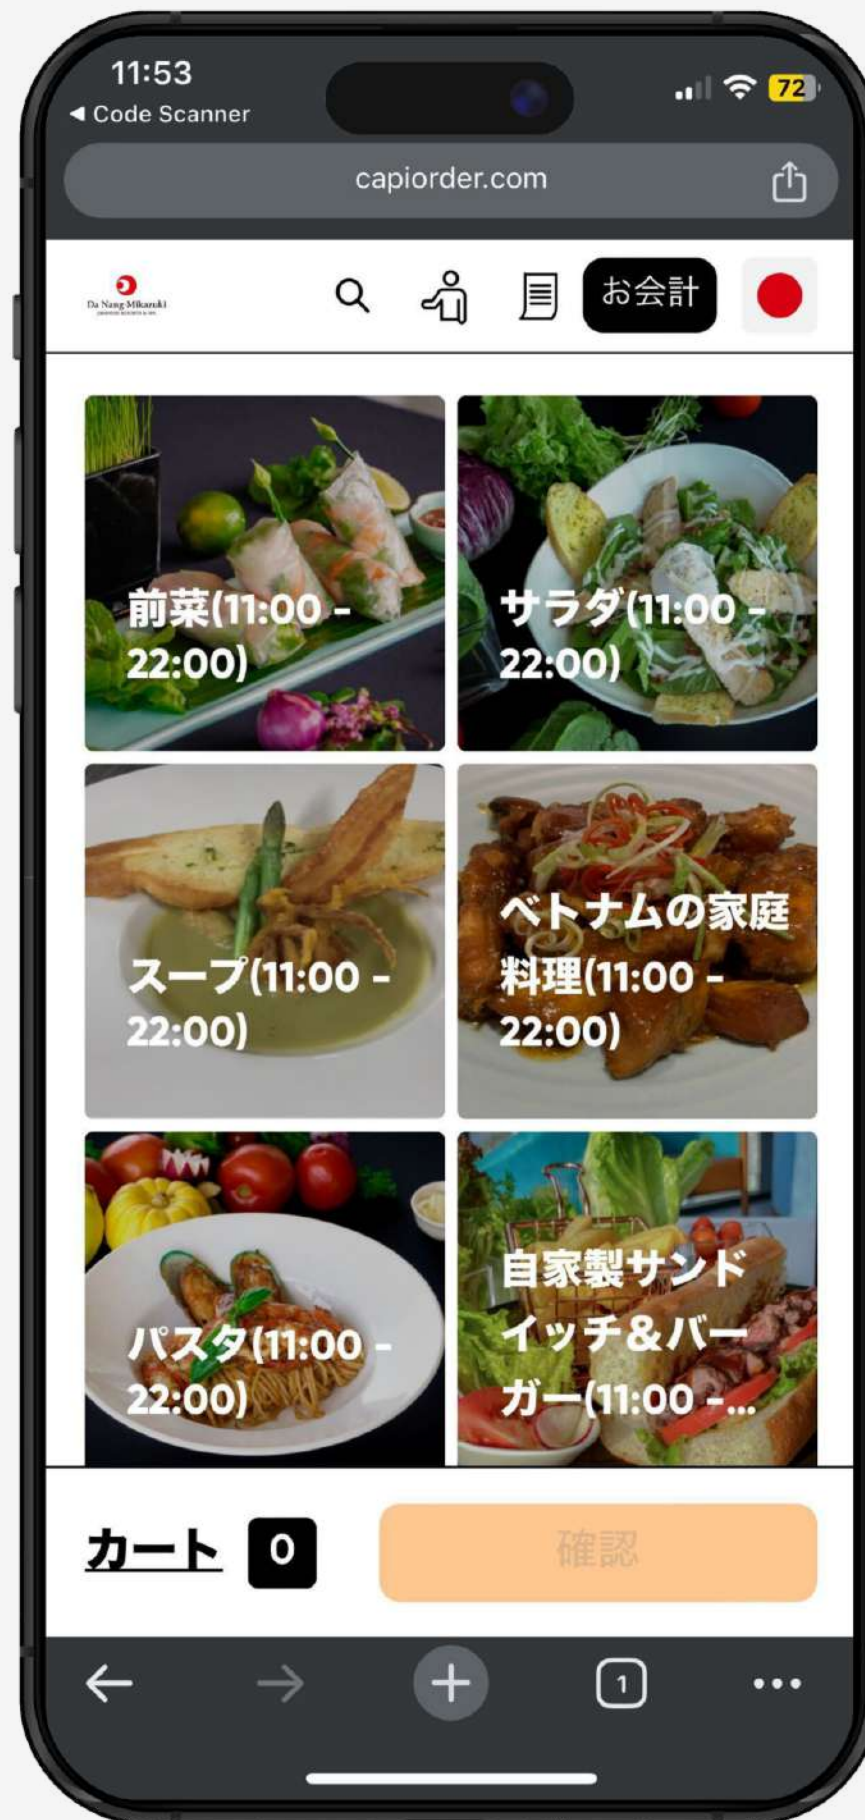 11:53
72
◀ Code Scanner
capiorder.com
Da Nang Mikazuki
お会計
前菜(11:00 -
22:00)
サラダ(11:00 -
22:00)
スープ(11:00 -
22:00)
ベトナムの家庭
料理(11:00 -
22:00)
パスタ(11:00 -
22:00)
自家製サンド
イッチ&バー
ガー(11:00 -...
カート 0
確認
1